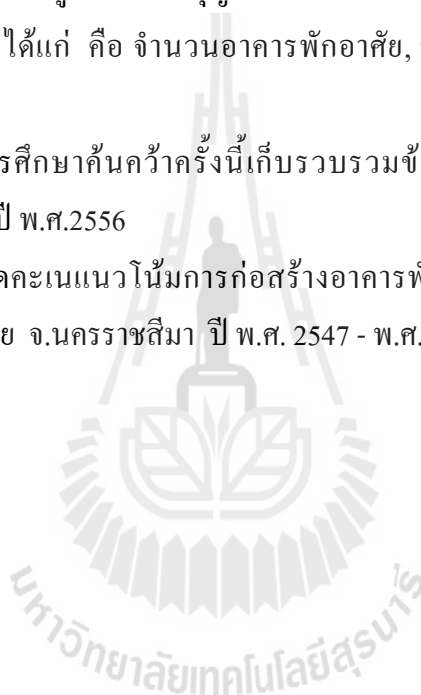 ได้แก่ คือ จำนวนอาคารพักอาศัย,
รศึกษาค้นคว้าครั้งนี้เก็บรวบรวมข้
ปี พ.ศ.2556
คคะเนแนวโน้มการก่อสร้างอาคารพั
ย จ.นครราชสีมา ปี พ.ศ. 2547 - พ.ศ.
มหาวิทยาลัยเทคโนโลยีสุรนารี